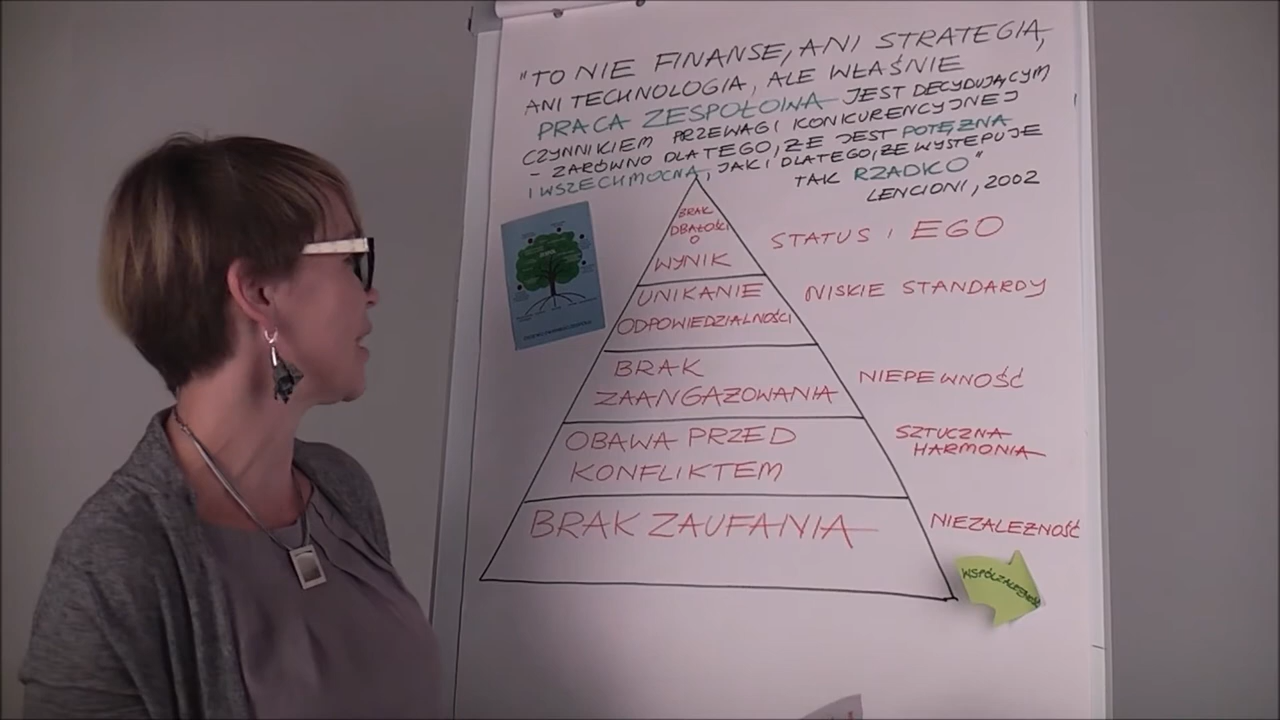 "TO NIE FINANSE, ANI STRATEGIA,
ANI TECHNOLOGIA, ALE WŁAŚNIE
PRACA ZESPOŁOWA JEST DECYDUJĄCYM
CZYNNIKIEM PRZEWAGI KONKURENCYJNEJ
- ZARÓWNO DLATEGO, ŻE JEST POTĘŻNA
I WSZECHMOCNA, JAK I DLATEGO, ŻE WYSTĘPUJE
TAK RZADKO"
LENCIONI, 2002
BRAK
DBAŁOŚCI
O
WYNIK
STATUS I EGO
UNIKANIE
ODPOWIEDZIALNOŚCI
NISKIE STANDARDY
BRAK
ZAANGAŻOWANIA
NIEPEWNOŚĆ
OBAWA PRZED
KONFLIKTEM
SZTUCZNA
HARMONIA
BRAK ZAUFANIA
NIEZALEŻNOŚĆ
WSPÓŁZALEŻNOŚĆ